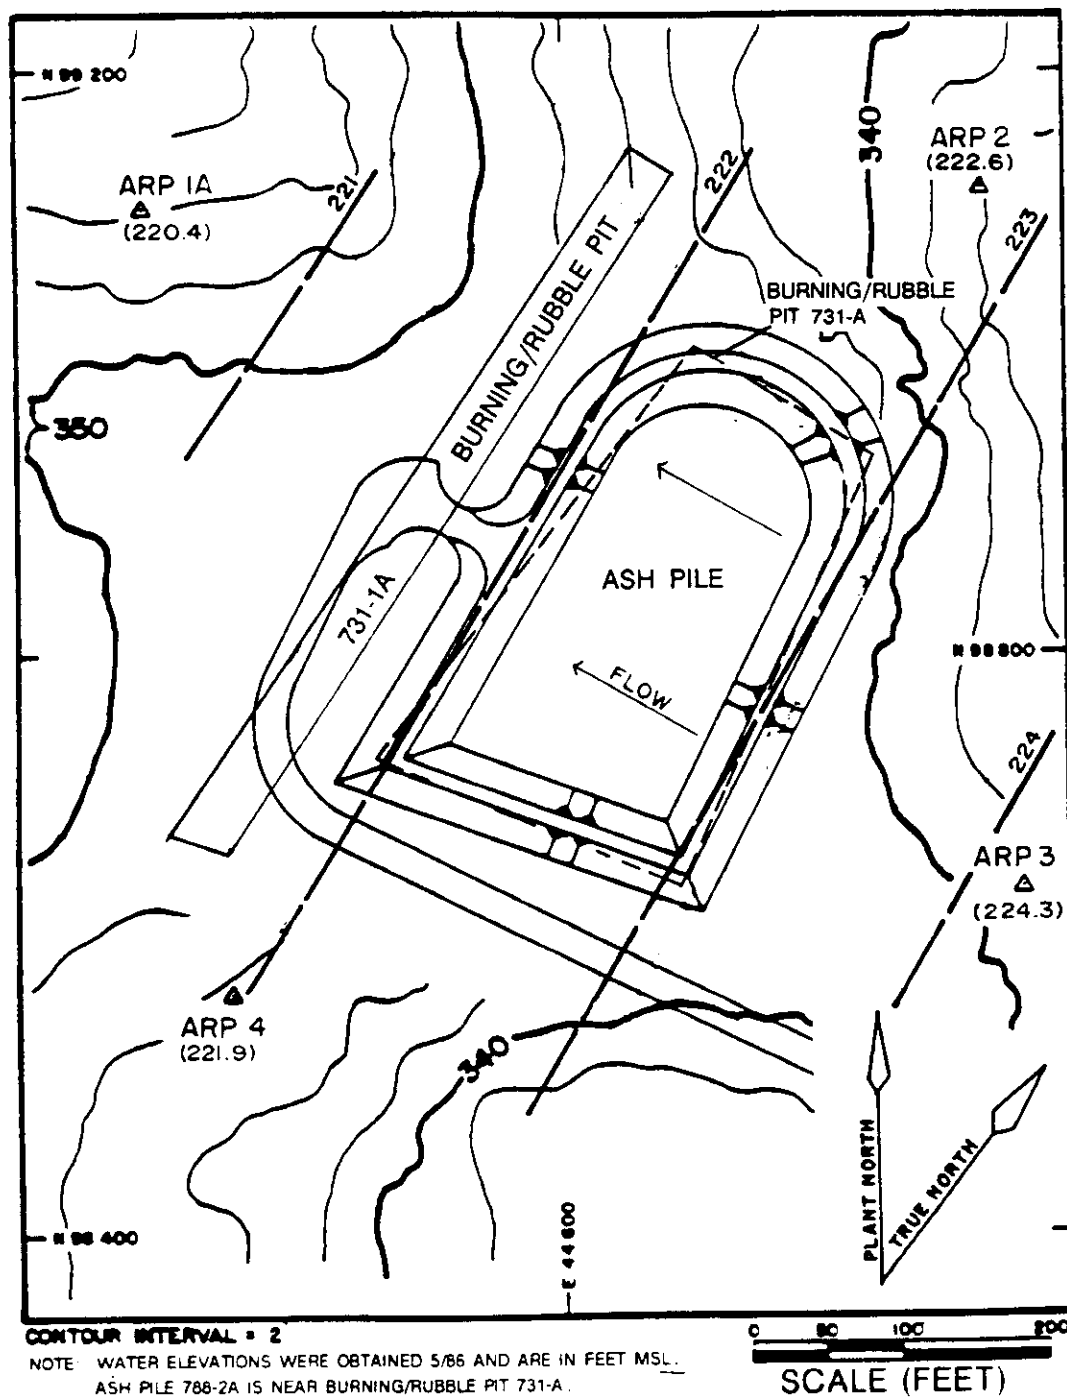 N 99 200
340
ARP 2
(222.6)
ARP 1A
(220.4)
221
222
223
BURNING/RUBBLE PIT
BURNING/RUBBLE
PIT 731-A
350
731-1A
ASH PILE
FLOW
N 98 800
224
ARP 3
(224.3)
ARP 4
(221.9)
340
PLANT NORTH
TRUE NORTH
N 98 400
E 44 600
CONTOUR INTERVAL = 2
NOTE: WATER ELEVATIONS WERE OBTAINED 5/86 AND ARE IN FEET MSL.
ASH PILE 788-2A IS NEAR BURNING/RUBBLE PIT 731-A.
0 50 100 200
SCALE (FEET)